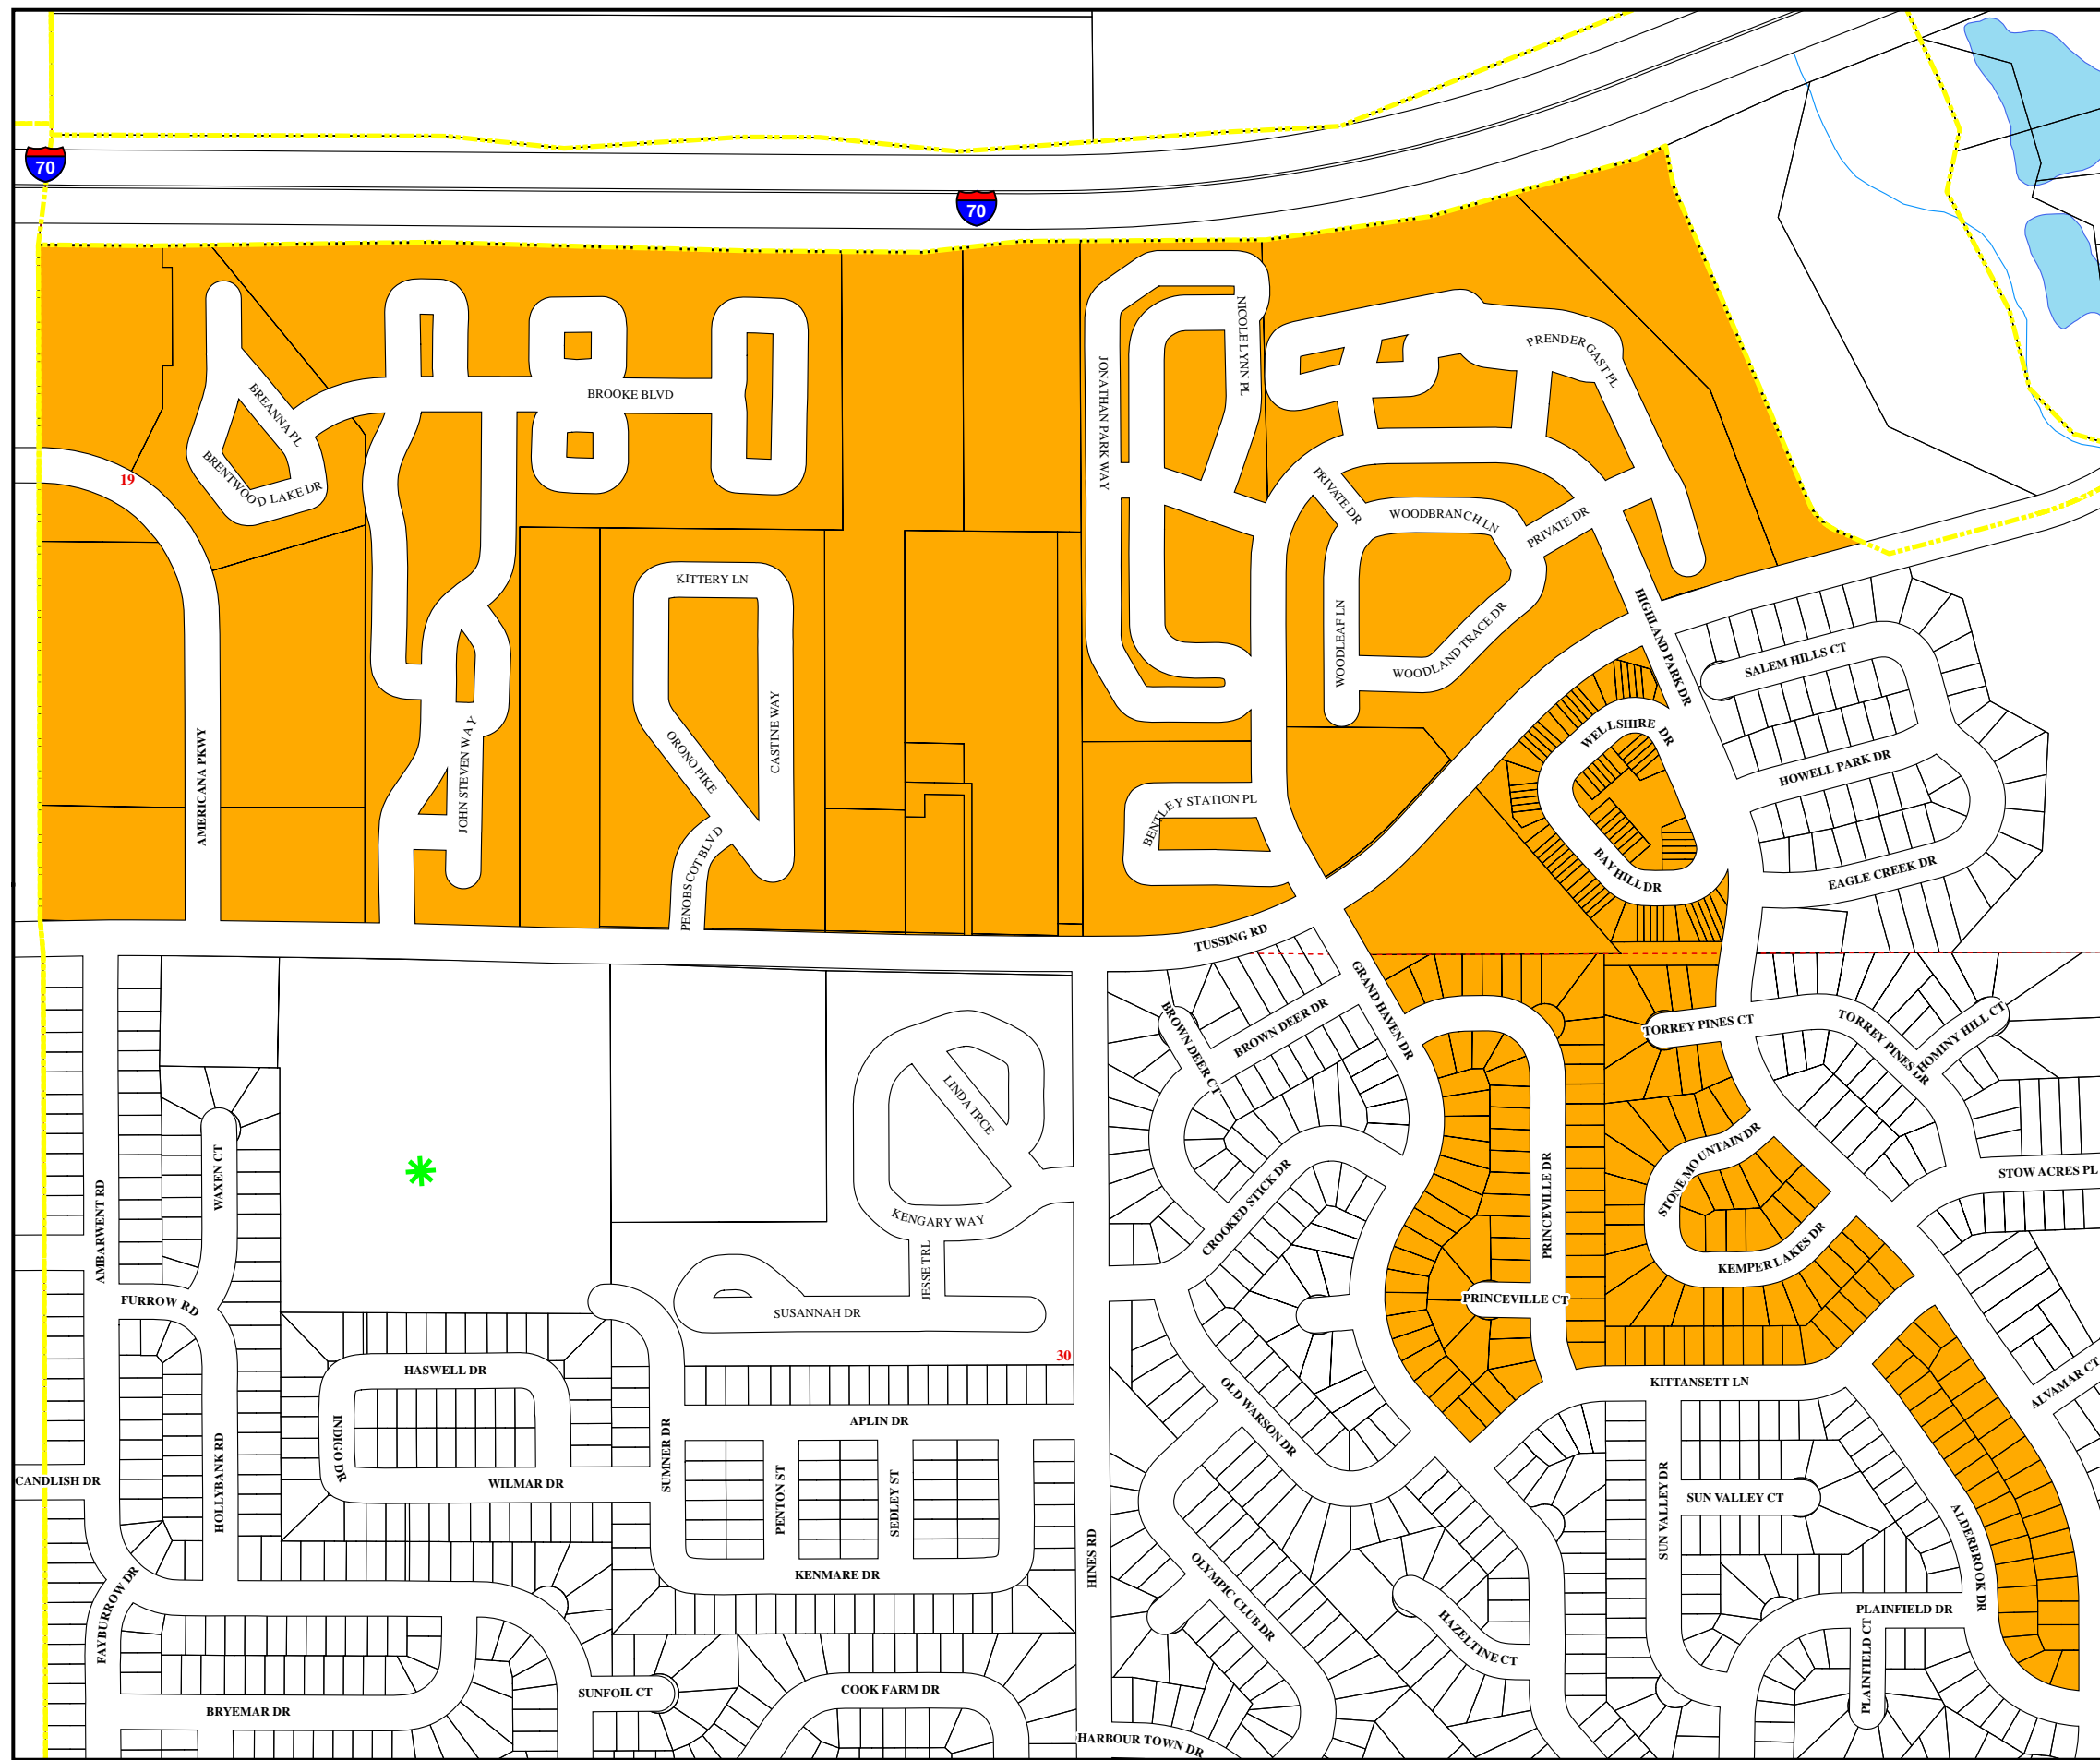 70
70
NICOLE LYNN PL
PRENDERGAST PL
JONATHAN PARK WAY
BREANNA PL
BROOKE BLVD
19
BRENTWOOD LAKE DR
PRIVATE DR
WOODBRANCH LN
PRIVATE DR
KITTERY LN
WOODLEAF LN
WOODLAND TRACE DR
HIGHLAND PARK DR
SALEM HILLS CT
AMERICANA PKWY
JOHN STEVEN WAY
ORONO PIKE
CASTINE WAY
WELLSHIRE DR
HOWELL PARK DR
BENTLEY STATION PL
PENOBSCOT BLVD
BAY HILL DR
EAGLE CREEK DR
TUSSING RD
GRAND HAVEN DR
BROWN DEER DR
BROWN DEER CT
TORREY PINES CT
TORREY PINES DR
HOMINY HILL CT
LINDA TRCE
WAXEN CT
AMBARWENT RD
STONE MOUNTAIN DR
STOW ACRES PL
CROOKED STICK DR
PRINCEVILLE DR
KENGARY WAY
KEMPER LAKES DR
JESSE TRL
FURROW RD
SUSANNAH DR
PRINCEVILLE CT
30
HASWELL DR
KITTANSETT LN
ALVAMAR CT
OLD WARSON DR
APLIN DR
INDIGO DR
SUMNER DR
HOLLYBANK RD
CANDLISH DR
WILMAR DR
PENTON ST
SEDLEY ST
SUN VALLEY DR
SUN VALLEY CT
ALDERBROOK DR
HINES RD
KENMARE DR
OLYMPIC CLUB DR
FAYBURROW DR
HAZELTINE CT
PLAINFIELD DR
PLAINFIELD CT
SUNFOIL CT
COOK FARM DR
BRYEMAR DR
HARBOUR TOWN DR